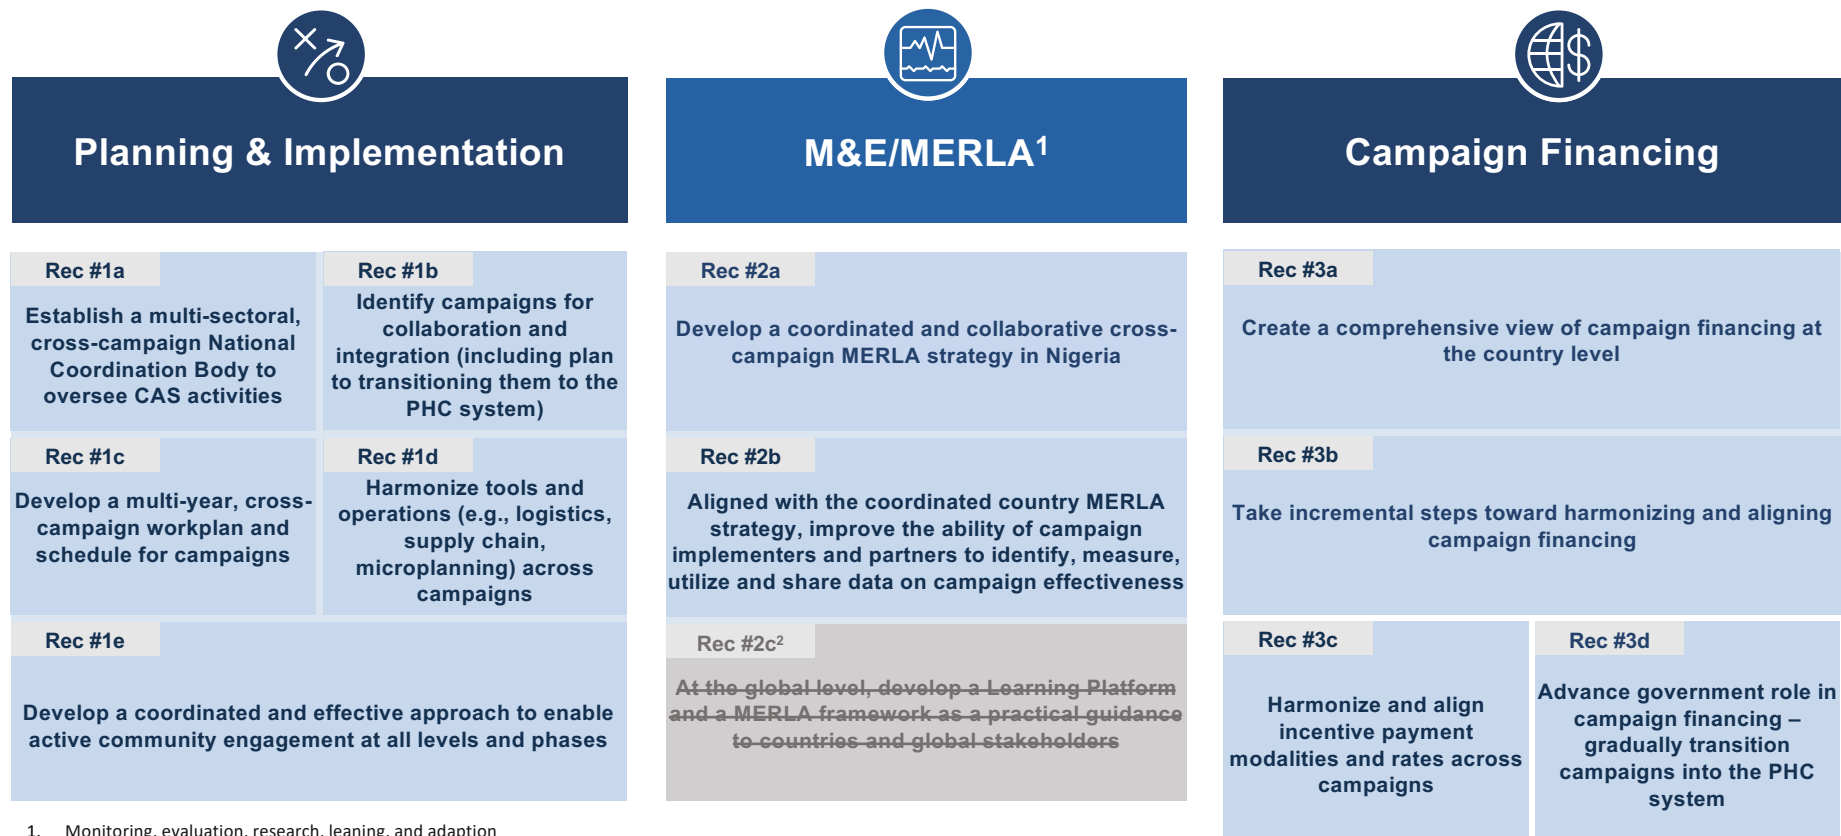 Planning & Implementation
Rec #1a
Establish a multi-sectoral,
cross-campaign National
Coordination Body to
oversee CAS activities
Rec #1b
Identify campaigns for
collaboration and
integration (including plan
to transitioning them to the
PHC system)
Rec #1c
Develop a multi-year, cross-
campaign workplan and
schedule for campaigns
Rec #1d
Harmonize tools and
operations (e.g., logistics,
supply chain,
microplanning) across
campaigns
Rec #1e
Develop a coordinated and effective approach to enable
active community engagement at all levels and phases
M&E/MERLA¹
Rec #2a
Develop a coordinated and collaborative cross-
campaign MERLA strategy in Nigeria
Rec #2b
Aligned with the coordinated country MERLA
strategy, improve the ability of campaign
implementers and partners to identify, measure,
utilize and share data on campaign effectiveness
Rec #2c²
At the global level, develop a Learning Platform
and a MERLA framework as a practical guidance
to countries and global stakeholders
Campaign Financing
$
Rec #3a
Create a comprehensive view of campaign financing at
the country level
Rec #3b
Take incremental steps toward harmonizing and aligning
campaign financing
Rec #3c
Harmonize and align
incentive payment
modalities and rates across
campaigns
Rec #3d
Advance government role in
campaign financing –
gradually transition
campaigns into the PHC
system
1. Monitoring, evaluation, research, leaning, and adaption